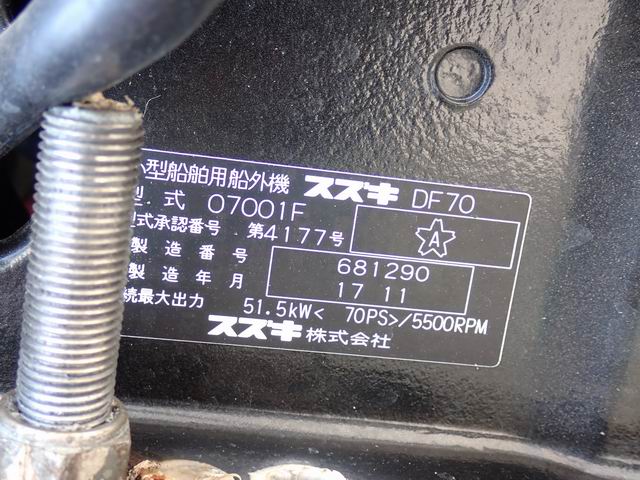 小型船舶用船外機 スズキ DF70
型式 07001F
型式承認番号 第4177号
A
製造番号 681290
製造年月 17 11
続最大出力 51.5kW< 70PS>/5500RPM
スズキ株式会社